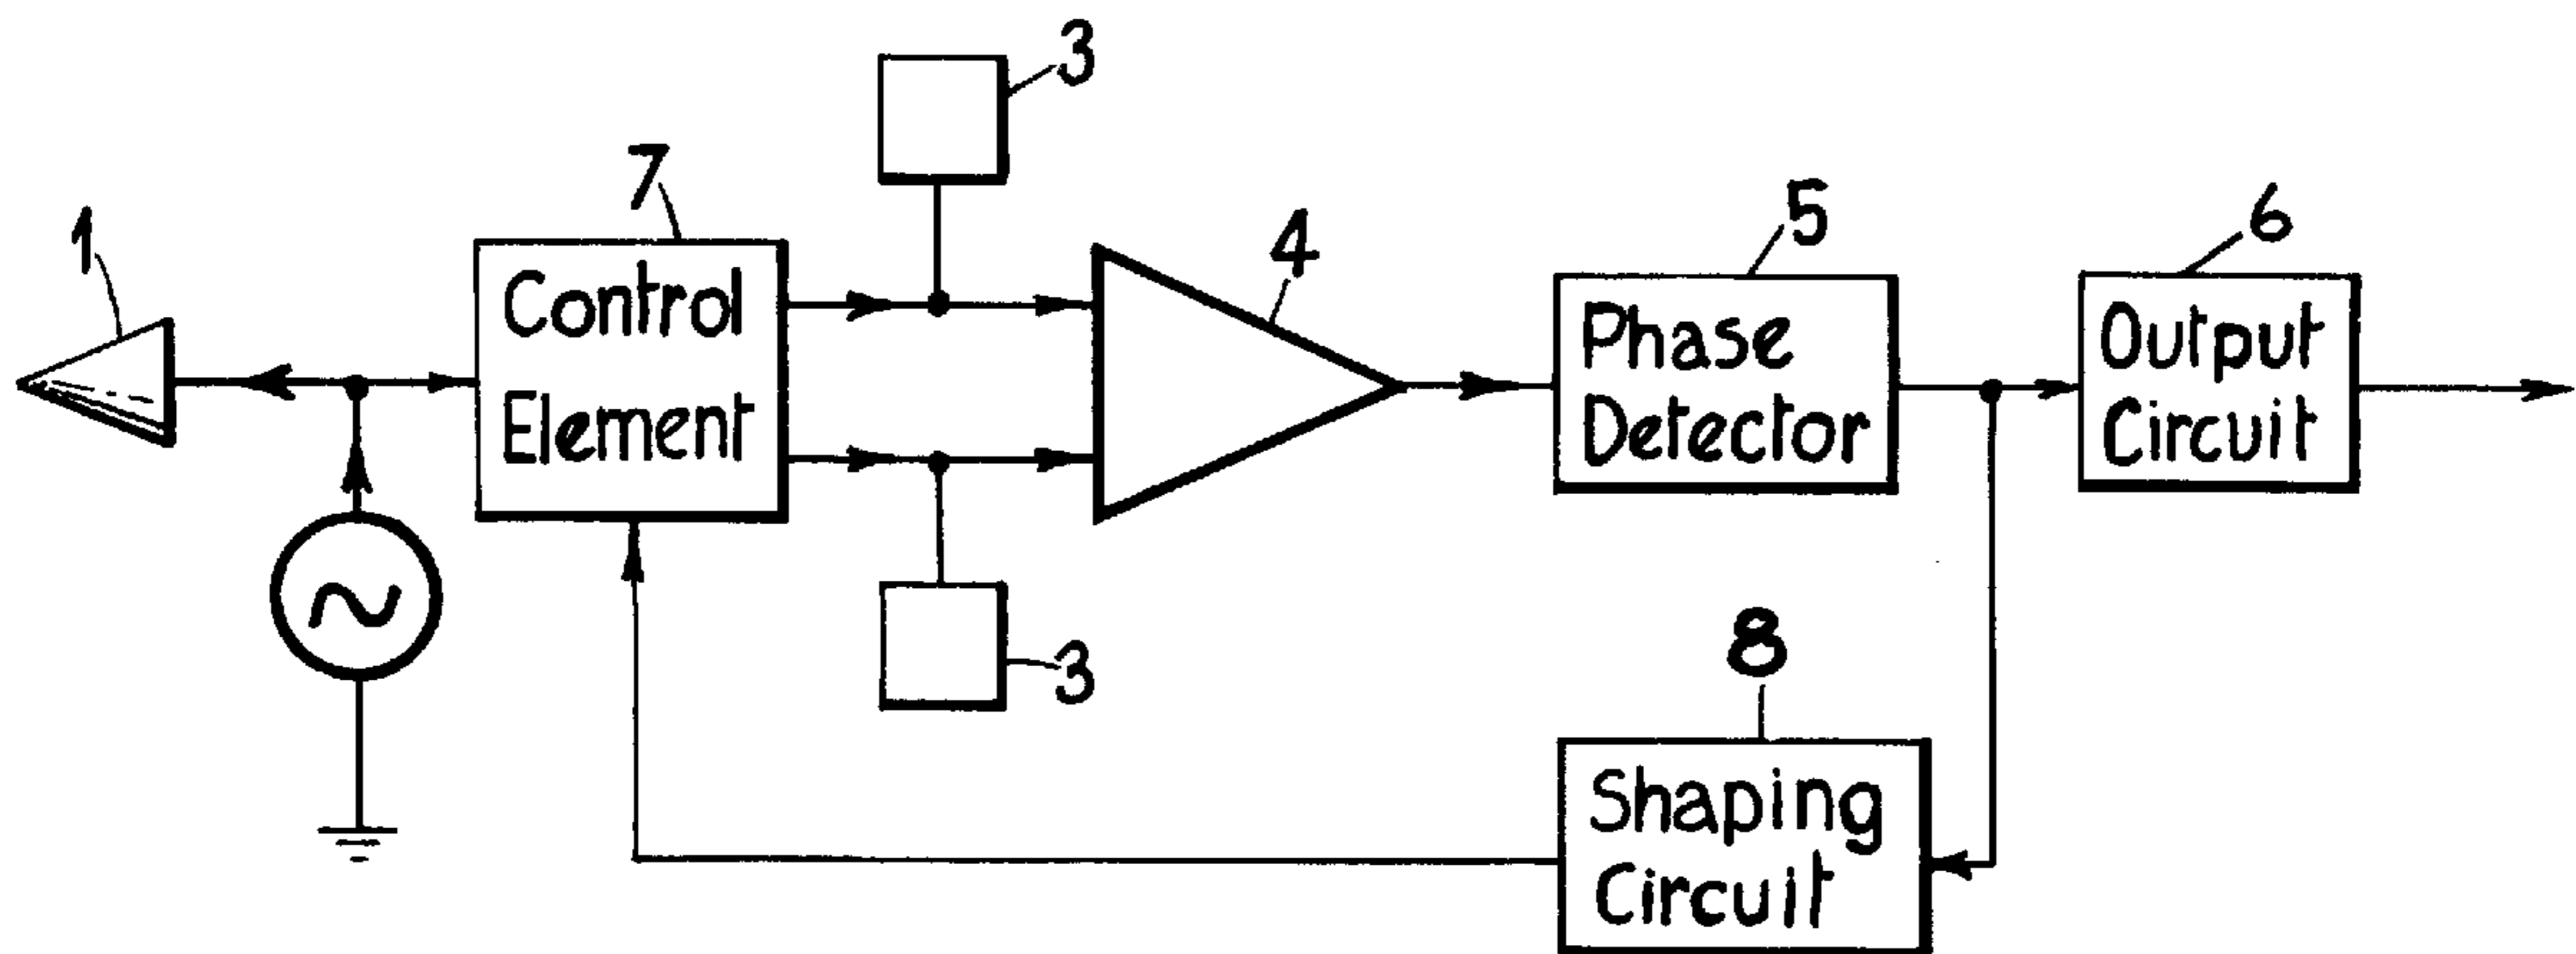 3
7
1
Control
Element
4
5
Phase
Detector
6
Output
Circuit
3
8
Shaping
Circuit